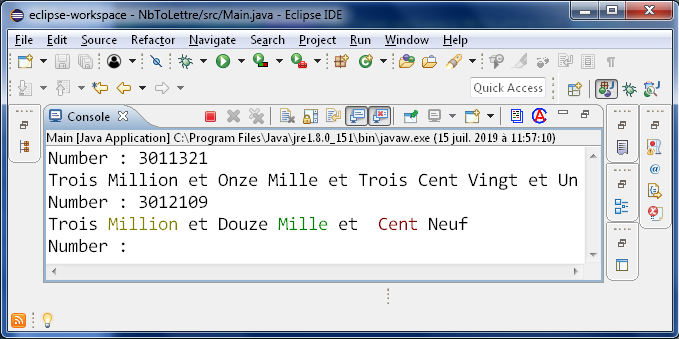 eclipse-workspace - NbToLettre/src/Main.java - Eclipse IDE
File Edit Source Refactor Navigate Search Project Run Window Help
Quick Access
Console
Main [Java Application] C:\Program Files\Java\jre1.8.0_151\bin\javaw.exe (15 juil. 2019 à 11:57:10)
Number : 3011321
Trois Million et Onze Mille et Trois Cent Vingt et Un
Number : 3012109
Trois Million et Douze Mille et  Cent Neuf
Number :